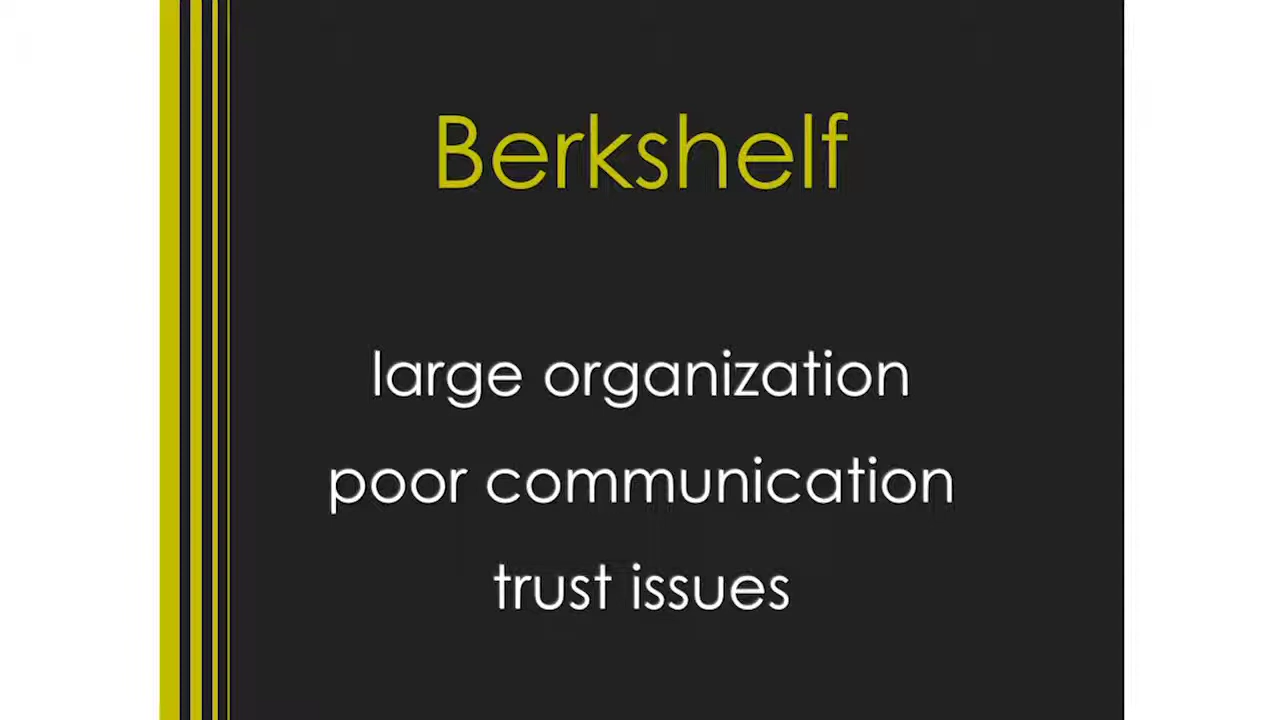 Berkshelf
large organization
poor communication
trust issues